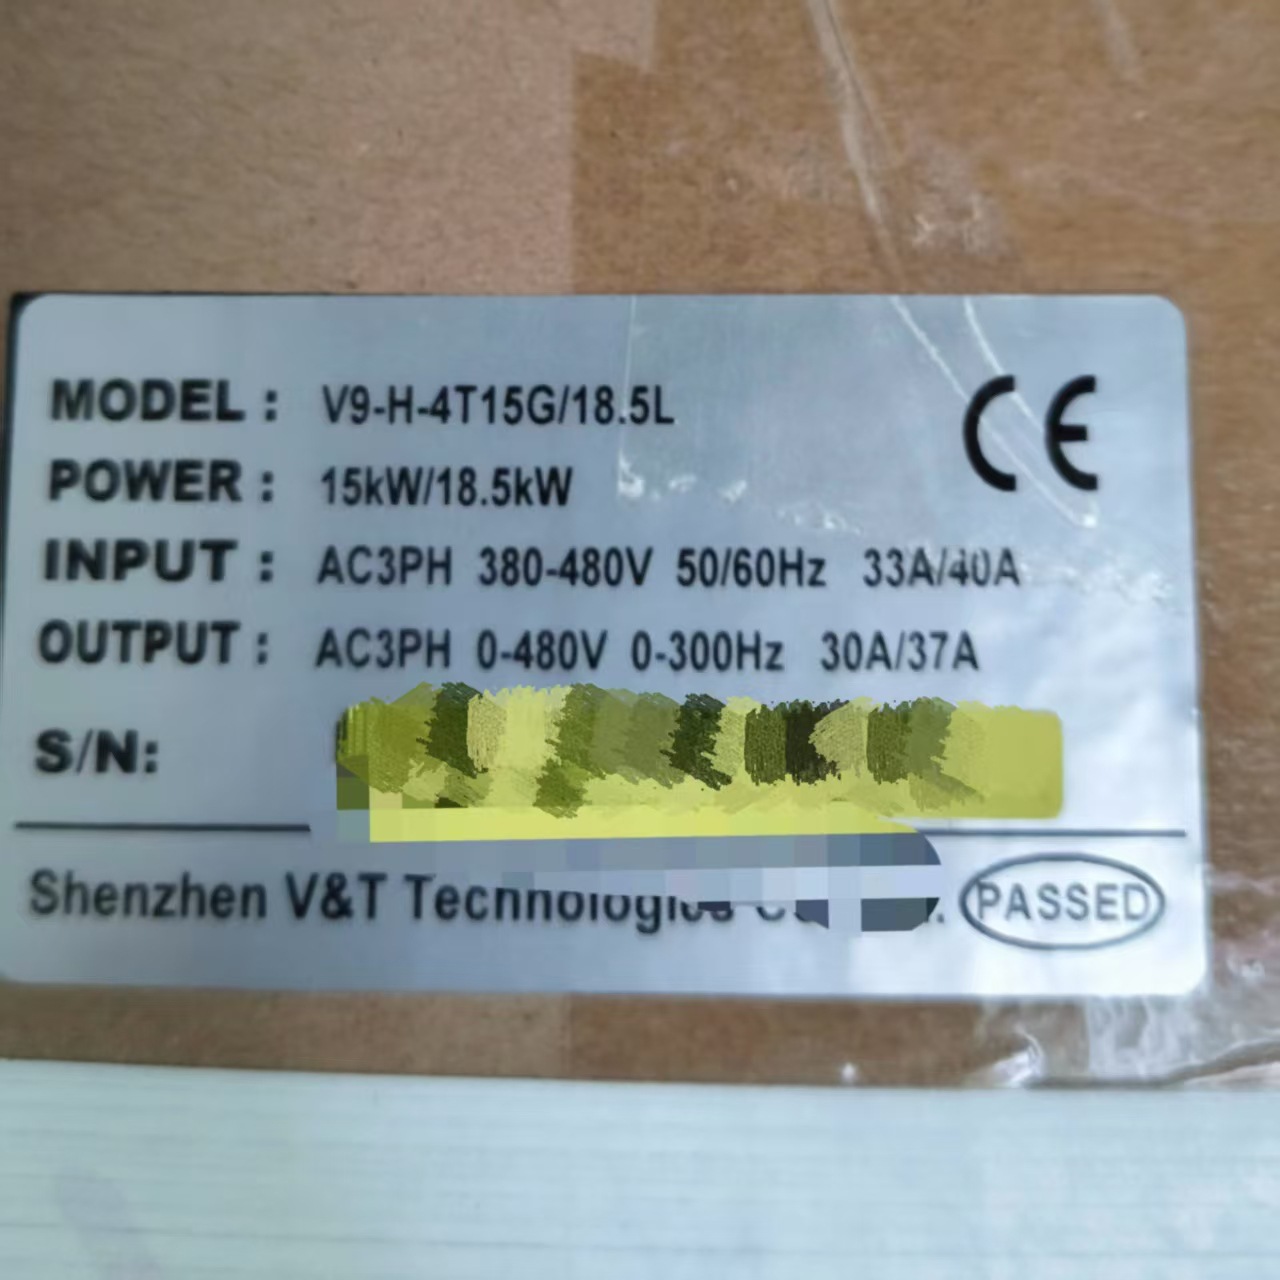 MODEL : V9-H-4T15G/18.5L
CE
POWER : 15kW/18.5kW
INPUT : AC3PH 380-480V 50/60Hz 33A/40A
OUTPUT : AC3PH 0-480V 0-300Hz 30A/37A
S/N:
Shenzhen V&T Technologies
PASSED